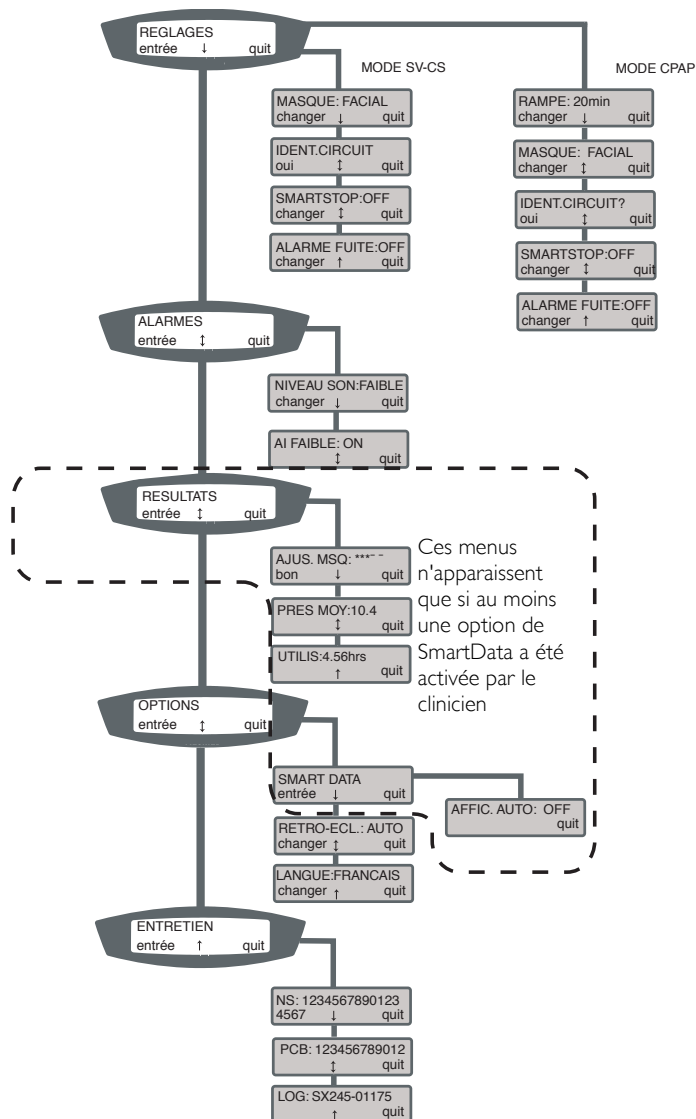 REGLAGES
entrée ↓ quit
MODE SV-CS
MASQUE: FACIAL
changer ↓ quit
IDENT.CIRCUIT
oui ↕ quit
SMARTSTOP:OFF
changer ↕ quit
ALARME FUITE:OFF
changer ↑ quit
MODE CPAP
RAMPE: 20min
changer ↓ quit
MASQUE: FACIAL
changer ↕ quit
IDENT.CIRCUIT?
oui ↕ quit
SMARTSTOP:OFF
changer ↕ quit
ALARME FUITE:OFF
changer ↑ quit
ALARMES
entrée ↕ quit
NIVEAU SON:FAIBLE
changer ↓ quit
AI FAIBLE: ON
↕ quit
RESULTATS
entrée ↕ quit
AJUS. MSQ: ***--
bon ↓ quit
PRES MOY:10.4
↕ quit
UTILIS:4.56hrs
↑ quit
Ces menus
n'apparaissent
que si au moins
une option de
SmartData a été
activée par le
clinicien
OPTIONS
entrée ↕ quit
SMART DATA
entrée ↓ quit
AFFIC. AUTO: OFF
quit
RETRO-ECL.: AUTO
changer ↕ quit
LANGUE:FRANCAIS
changer ↑ quit
ENTRETIEN
entrée ↑ quit
NS: 1234567890123
4567 ↓ quit
PCB: 123456789012
↕ quit
LOG: SX245-01175
↑ quit